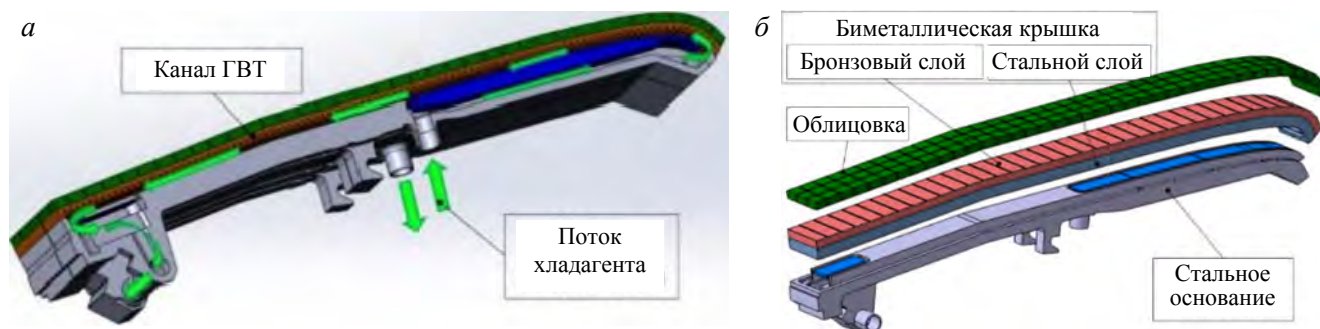 а
Канал ГВТ
Поток
хладагента
б
Биметаллическая крышка
Бронзовый слой
Стальной слой
Облицовка
Стальное
основание